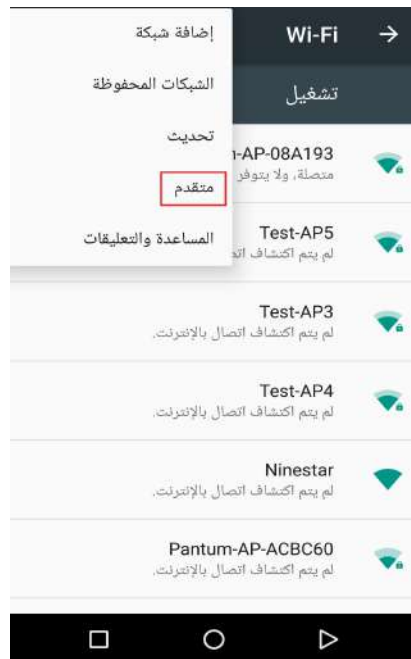 Wi-Fi
إضافة شبكة
الشبكات المحفوظة
تحديث
متقدم
المساعدة والتعليقات
تشغيل
-AP-08A193
متصلة، ولا يتوفر
Test-AP5
لم يتم اكتشاف
Test-AP3
لم يتم اكتشاف اتصال بالإنترنت.
Test-AP4
لم يتم اكتشاف اتصال بالإنترنت.
Ninestar
لم يتم اكتشاف اتصال بالإنترنت.
Pantum-AP-ACBC60
لم يتم اكتشاف اتصال بالإنترنت.